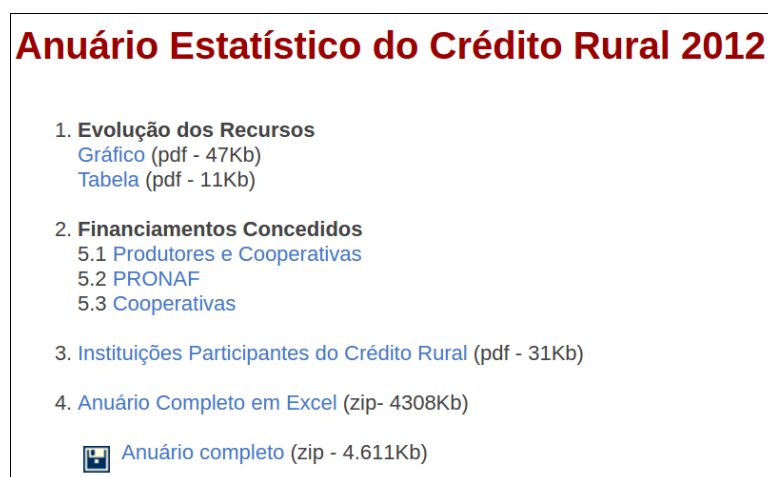 Anuário Estatístico do Crédito Rural 2012
1. Evolução dos Recursos
Gráfico (pdf - 47Kb)
Tabela (pdf - 11Kb)
2. Financiamentos Concedidos
5.1 Produtores e Cooperativas
5.2 PRONAF
5.3 Cooperativas
3. Instituições Participantes do Crédito Rural (pdf - 31Kb)
4. Anuário Completo em Excel (zip- 4308Kb)
Anuário completo (zip - 4.611Kb)